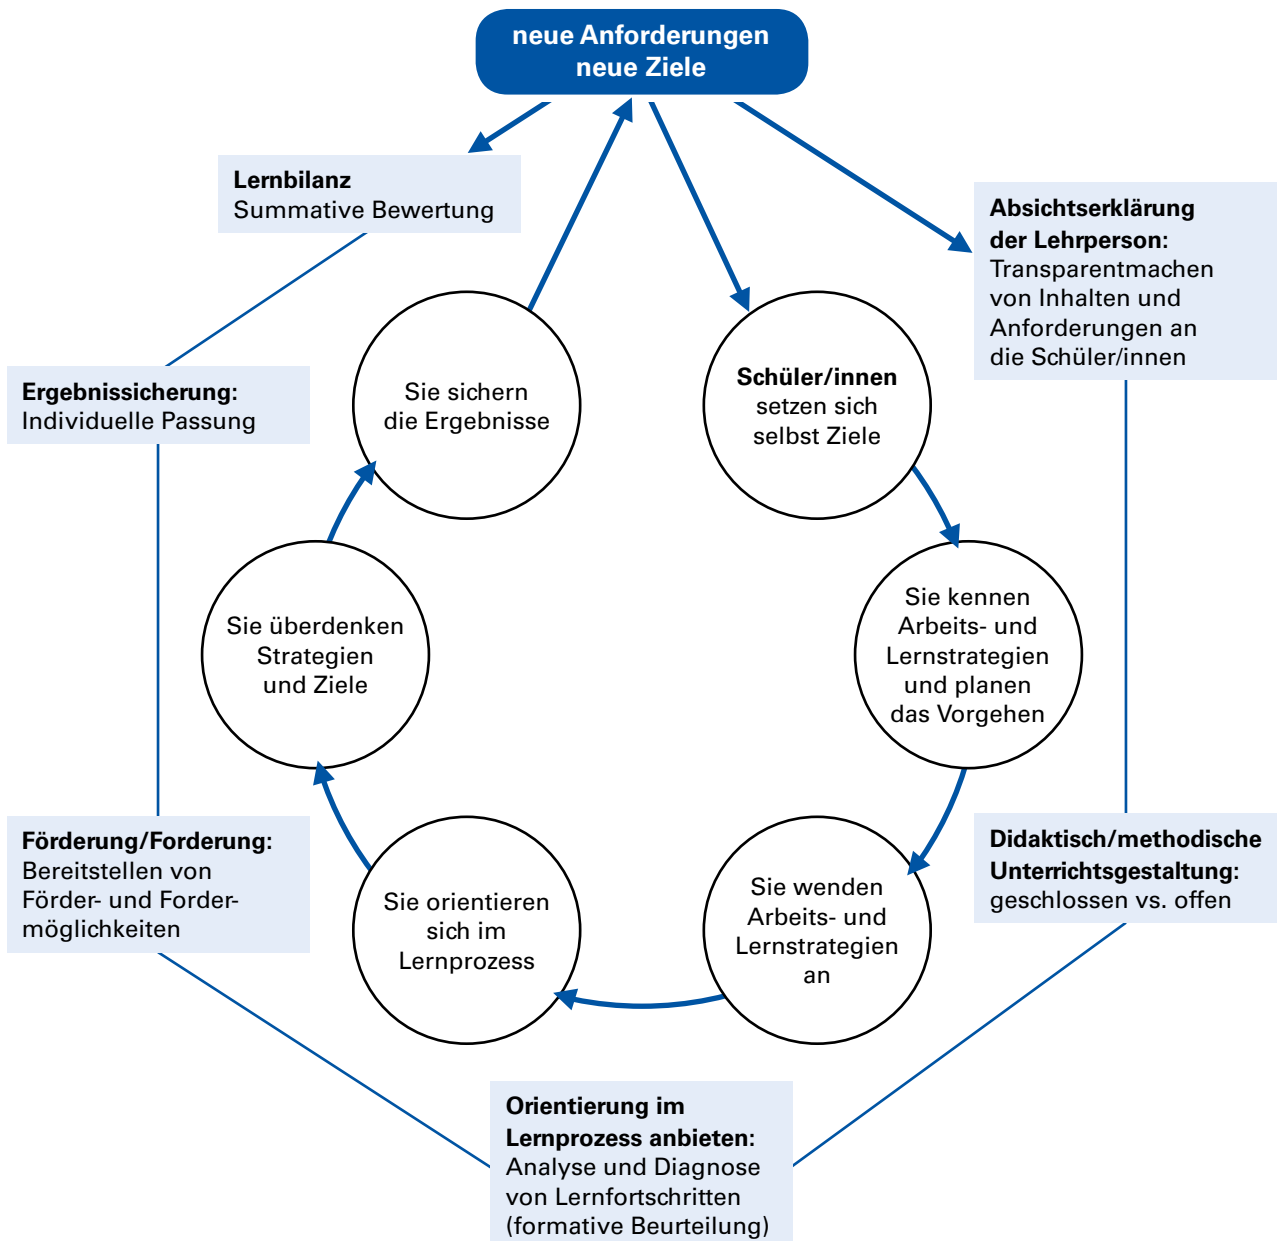 neue Anforderungen
neue Ziele
Lernbilanz
Summative Bewertung
Absichtserklärung
der Lehrperson:
Transparentmachen
von Inhalten und
Anforderungen an
die Schüler/innen
Ergebnissicherung:
Individuelle Passung
Sie sichern
die Ergebnisse
Schüler/innen
setzen sich
selbst Ziele
Sie überdenken
Strategien
und Ziele
Sie kennen
Arbeits- und
Lernstrategien
und planen
das Vorgehen
Förderung/Forderung:
Bereitstellen von
Förder- und Forder-
möglichkeiten
Sie orientieren
sich im
Lernprozess
Sie wenden
Arbeits- und
Lernstrategien
an
Didaktisch/methodische
Unterrichtsgestaltung:
geschlossen vs. offen
Orientierung im
Lernprozess anbieten:
Analyse und Diagnose
von Lernfortschritten
(formative Beurteilung)